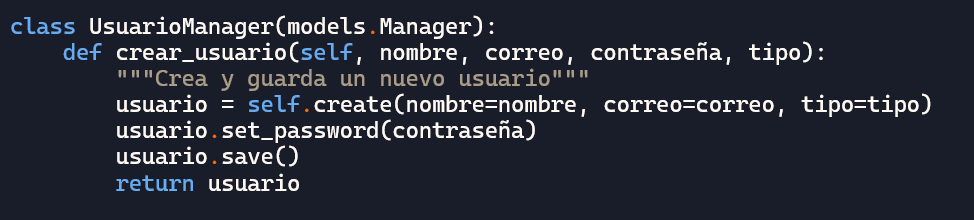 class UsuarioManager(models.Manager):
    def crear_usuario(self, nombre, correo, contraseña, tipo):
        """Crea y guarda un nuevo usuario"""
        usuario = self.create(nombre=nombre, correo=correo, tipo=tipo)
        usuario.set_password(contraseña)
        usuario.save()
        return usuario